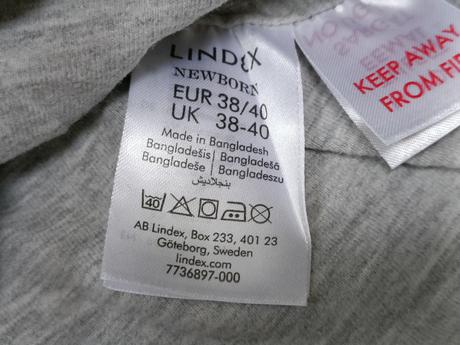 LINDEX
NEWBORN
EUR 38/40
UK 38-40
Made in Bangladesh
Bangladešis | Bangladešā
Bangladeše | Bangladeszu
بنجلاديش
40
AB Lindex, Box 233, 401 23
Göteborg, Sweden
lindex.com
7736897-000
KEEP AWAY
FROM FIR